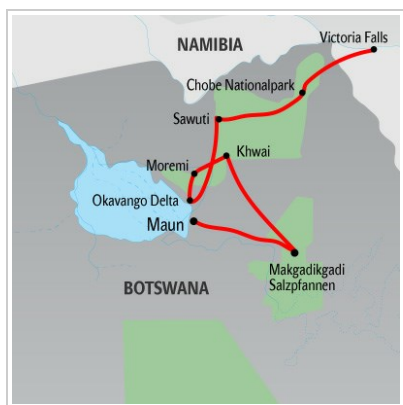 Victoria Falls
NAMIBIA
Chobe Nationalpark
Sawuti
Khwai
Moremi
Okavango Delta
Maun
Makgadikgadi
Salzpfannen
BOTSWANA